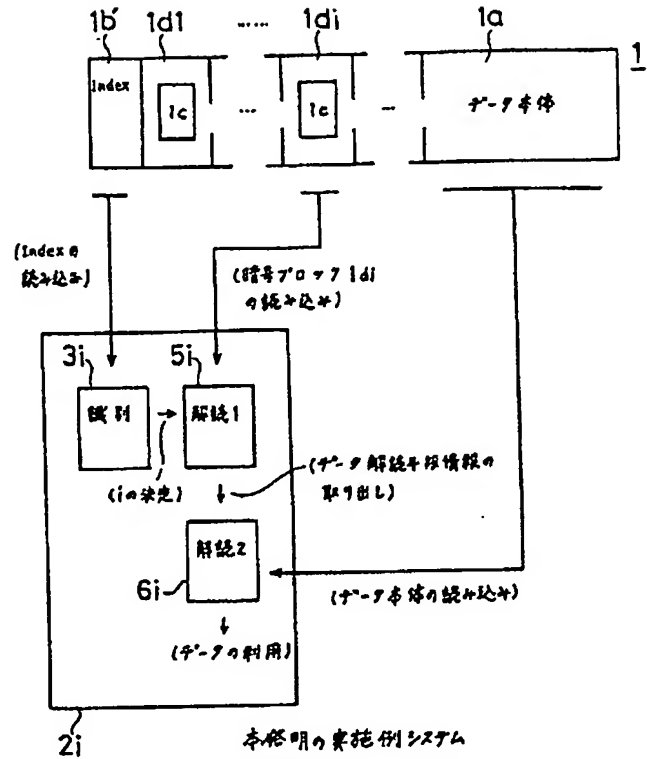 1b' 1d1 ...... 1di 1a
1
Index
1c
...
1c
...
データ本体
(Indexの
読み込み)
(暗号ブロック1di
の読み込み)
3i
5i
識別
解読1
(iの決定)
(データ解読手段情報の
取り出し)
解読2
6i
(データ本体の読み込み)
(データの利用)
2i
本発明の実施例システム